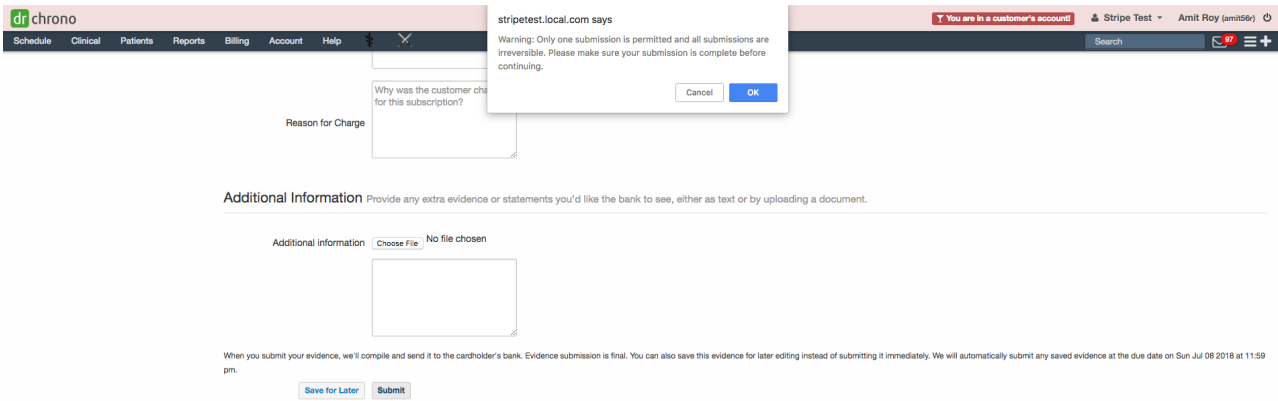 dr chrono
You are in a customer's account!
Stripe Test
Amit Roy (amit56r)
Schedule Clinical Patients Reports Billing Account Help
Search
97
stripetest.local.com says
Warning: Only one submission is permitted and all submissions are
irreversible. Please make sure your submission is complete before
continuing.
Cancel OK
Why was the customer cha
for this subscription?
Reason for Charge
Additional Information Provide any extra evidence or statements you'd like the bank to see, either as text or by uploading a document.
Additional information Choose File No file chosen
When you submit your evidence, we'll compile and send it to the cardholder's bank. Evidence submission is final. You can also save this evidence for later editing instead of submitting it immediately. We will automatically submit any saved evidence at the due date on Sun Jul 08 2018 at 11:59
pm.
Save for Later Submit